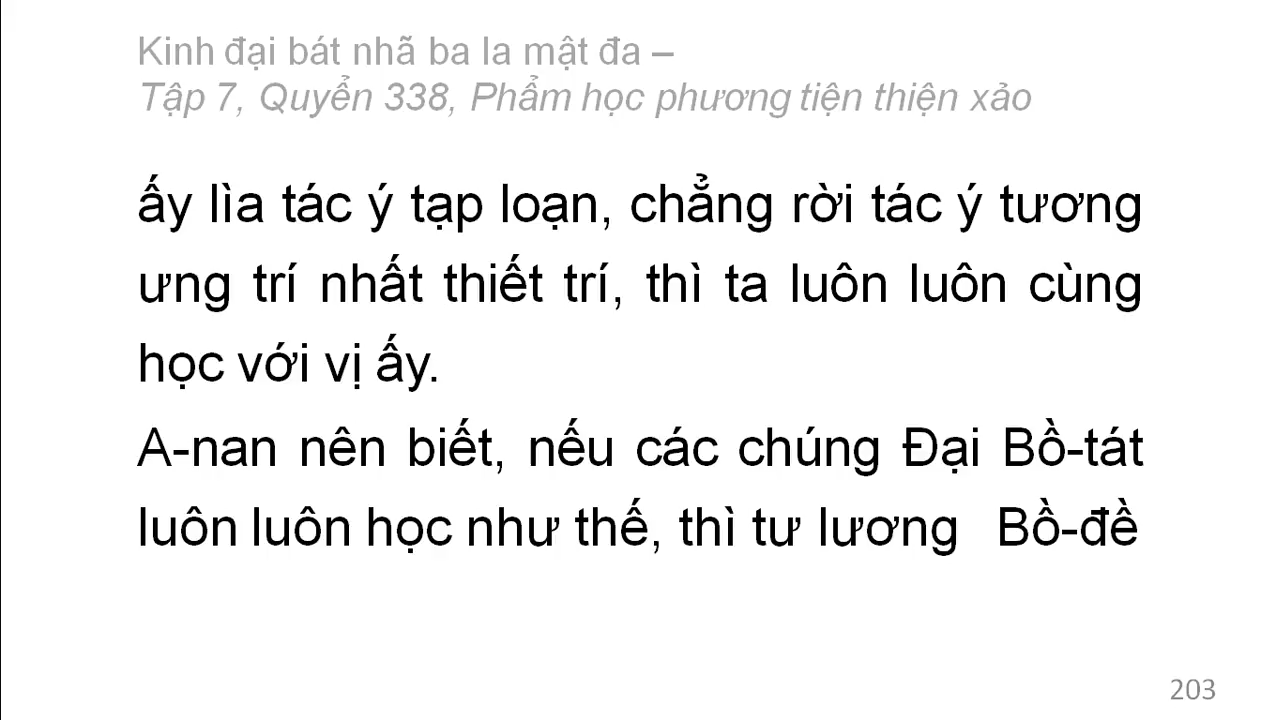 Kinh đại bát nhã ba la mật đa –
Tập 7, Quyển 338, Phẩm học phương tiện thiện xảo
ấy lìa tác ý tạp loạn, chẳng rời tác ý tương
ưng trí nhất thiết trí, thì ta luôn luôn cùng
học với vị ấy.
A-nan nên biết, nếu các chúng Đại Bồ-tát
luôn luôn học như thế, thì tư lương Bồ-đề
203